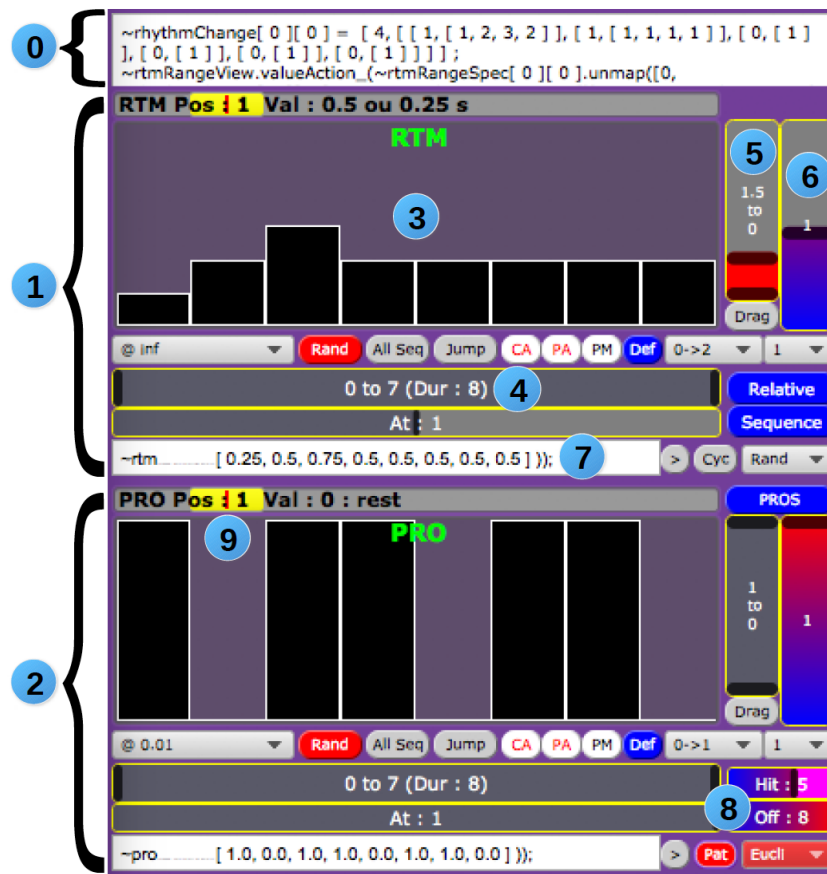 0
~rhythmChange[ 0 ][ 0 ] = [ 4, [ [ 1, [ 1, 2, 3, 2 ] ], [ 1, [ 1, 1, 1, 1 ] ], [ 0, [ 1 ]
], [ 0, [ 1 ] ], [ 0, [ 1 ] ], [ 0, [ 1 ] ] ] ] ;
~rtmRangeView.valueAction_(~rtmRangeSpec[ 0 ][ 0 ].unmap([0,
1
RTM Pos : 1 Val : 0.5 ou 0.25 s
RTM
3
5
1.5
to
0
Drag
6
1
@ inf Rand All Seq Jump CA PA PM Def 0->2 1
0 to 7 (Dur : 8) 4 Relative
At : 1 Sequence
~rtm [ 0.25, 0.5, 0.75, 0.5, 0.5, 0.5, 0.5, 0.5 ] )); 7 > Cyc Rand
2
PRO Pos : 1 Val : 0 : rest PROS
9
PRO
1
to
0
Drag
1
@ 0.01 Rand All Seq Jump CA PA PM Def 0->1 1
0 to 7 (Dur : 8) Hit : 5
At : 1 8 Off : 8
~pro [ 1.0, 0.0, 1.0, 1.0, 0.0, 1.0, 1.0, 0.0 ] )); > Pat Eucli